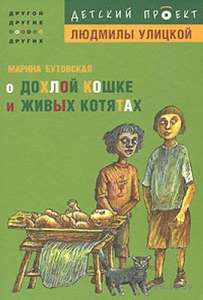 ДРУГОЙ
ДРУГИЕ
О
ДРУГИХ
ДЕТСКИЙ ПРОЕКТ
ЛЮДМИЛЫ УЛИЦКОЙ
МАРИНА БУТОВСКАЯ
О ДОХЛОЙ КОШКЕ
И ЖИВЫХ КОТЯТАХ